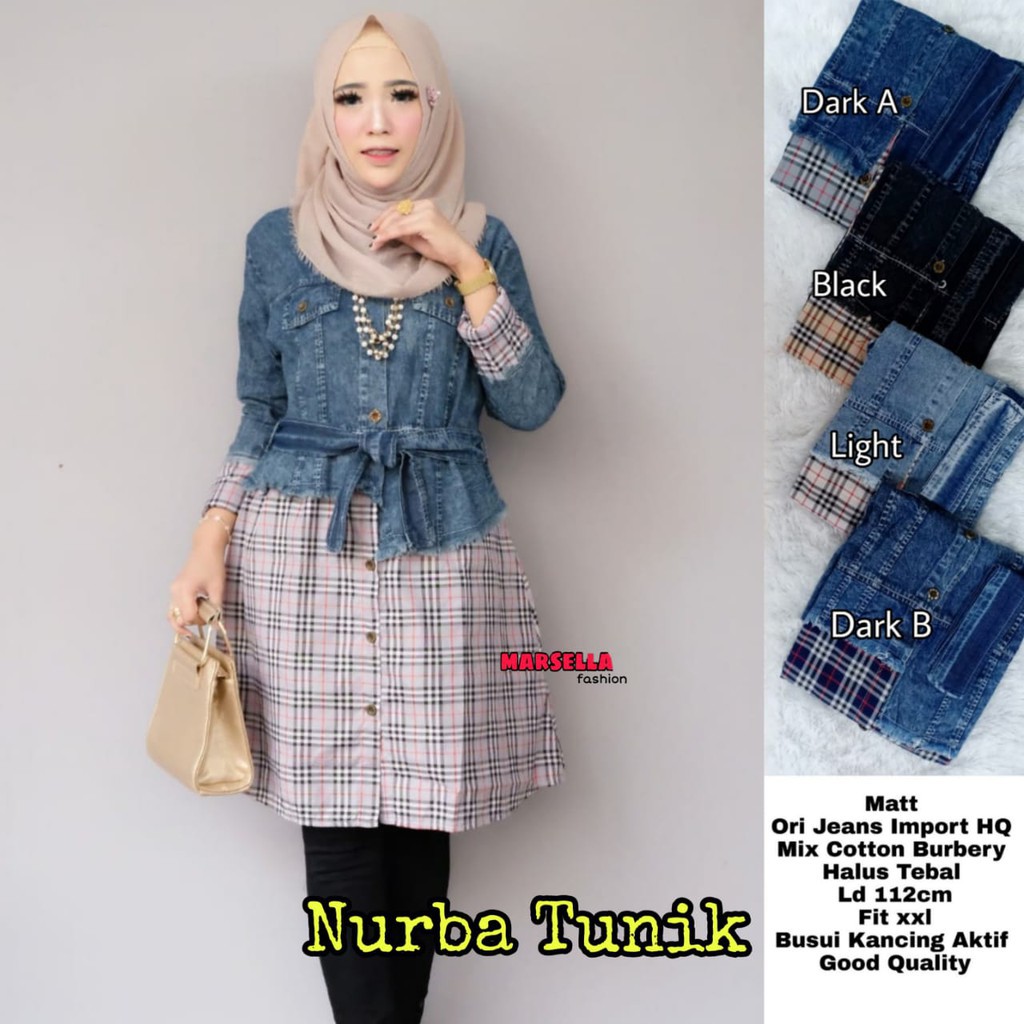 Dark A
Black
Light
Dark B
MARSELLA
fashion
Nurba Tunik
Matt
Ori Jeans Import HQ
Mix Cotton Burbery
Halus Tebal
Ld 112cm
Fit xxl
Busui Kancing Aktif
Good Quality